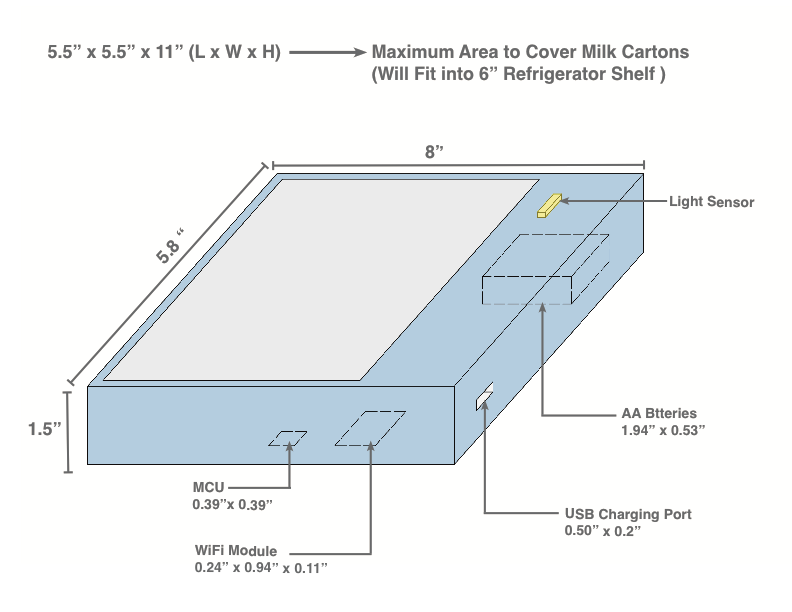 5.5” x 5.5” x 11” (L x W x H)
Maximum Area to Cover Milk Cartons
(Will Fit into 6” Refrigerator Shelf )
8”
Light Sensor
5.8 “
1.5”
AA Btteries
1.94” x 0.53”
MCU
0.39”x 0.39”
USB Charging Port
0.50” x 0.2”
WiFi Module
0.24” x 0.94” x 0.11”